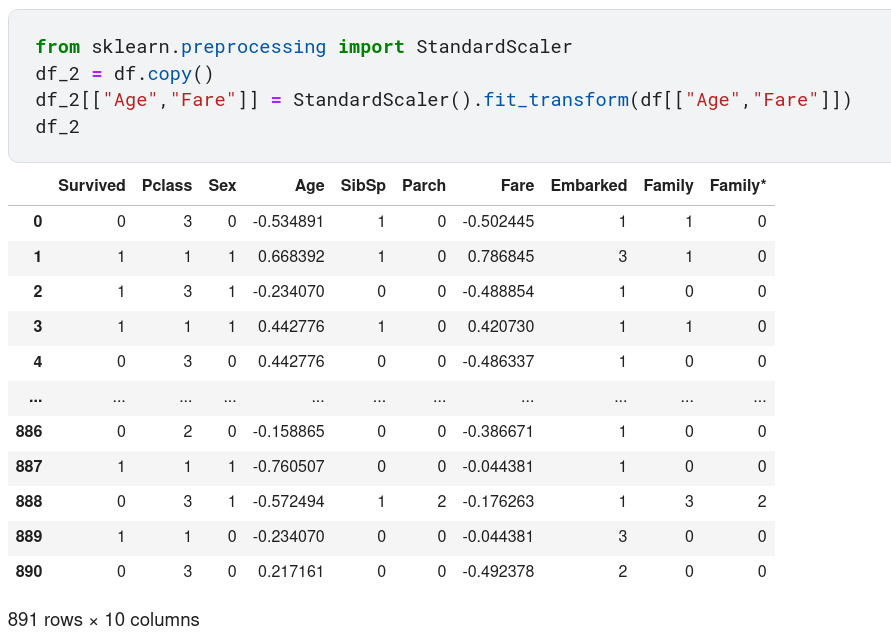 from sklearn.preprocessing import StandardScaler
df_2 = df.copy()
df_2[["Age","Fare"]] = StandardScaler().fit_transform(df[["Age","Fare"]])
df_2
Survived Pclass Sex Age SibSp Parch Fare Embarked Family Family*
0 0 3 0 -0.534891 1 0 -0.502445 1 1 0
1 1 1 1 0.668392 1 0 0.786845 3 1 0
2 1 3 1 -0.234070 0 0 -0.488854 1 0 0
3 1 1 1 0.442776 1 0 0.420730 1 1 0
4 0 3 0 0.442776 0 0 -0.486337 1 0 0
... ... ... ... ... ... ... ... ... ... ...
886 0 2 0 -0.158865 0 0 -0.386671 1 0 0
887 1 1 1 -0.760507 0 0 -0.044381 1 0 0
888 0 3 1 -0.572494 1 2 -0.176263 1 3 2
889 1 1 0 -0.234070 0 0 -0.044381 3 0 0
890 0 3 0 0.217161 0 0 -0.492378 2 0 0
891 rows × 10 columns